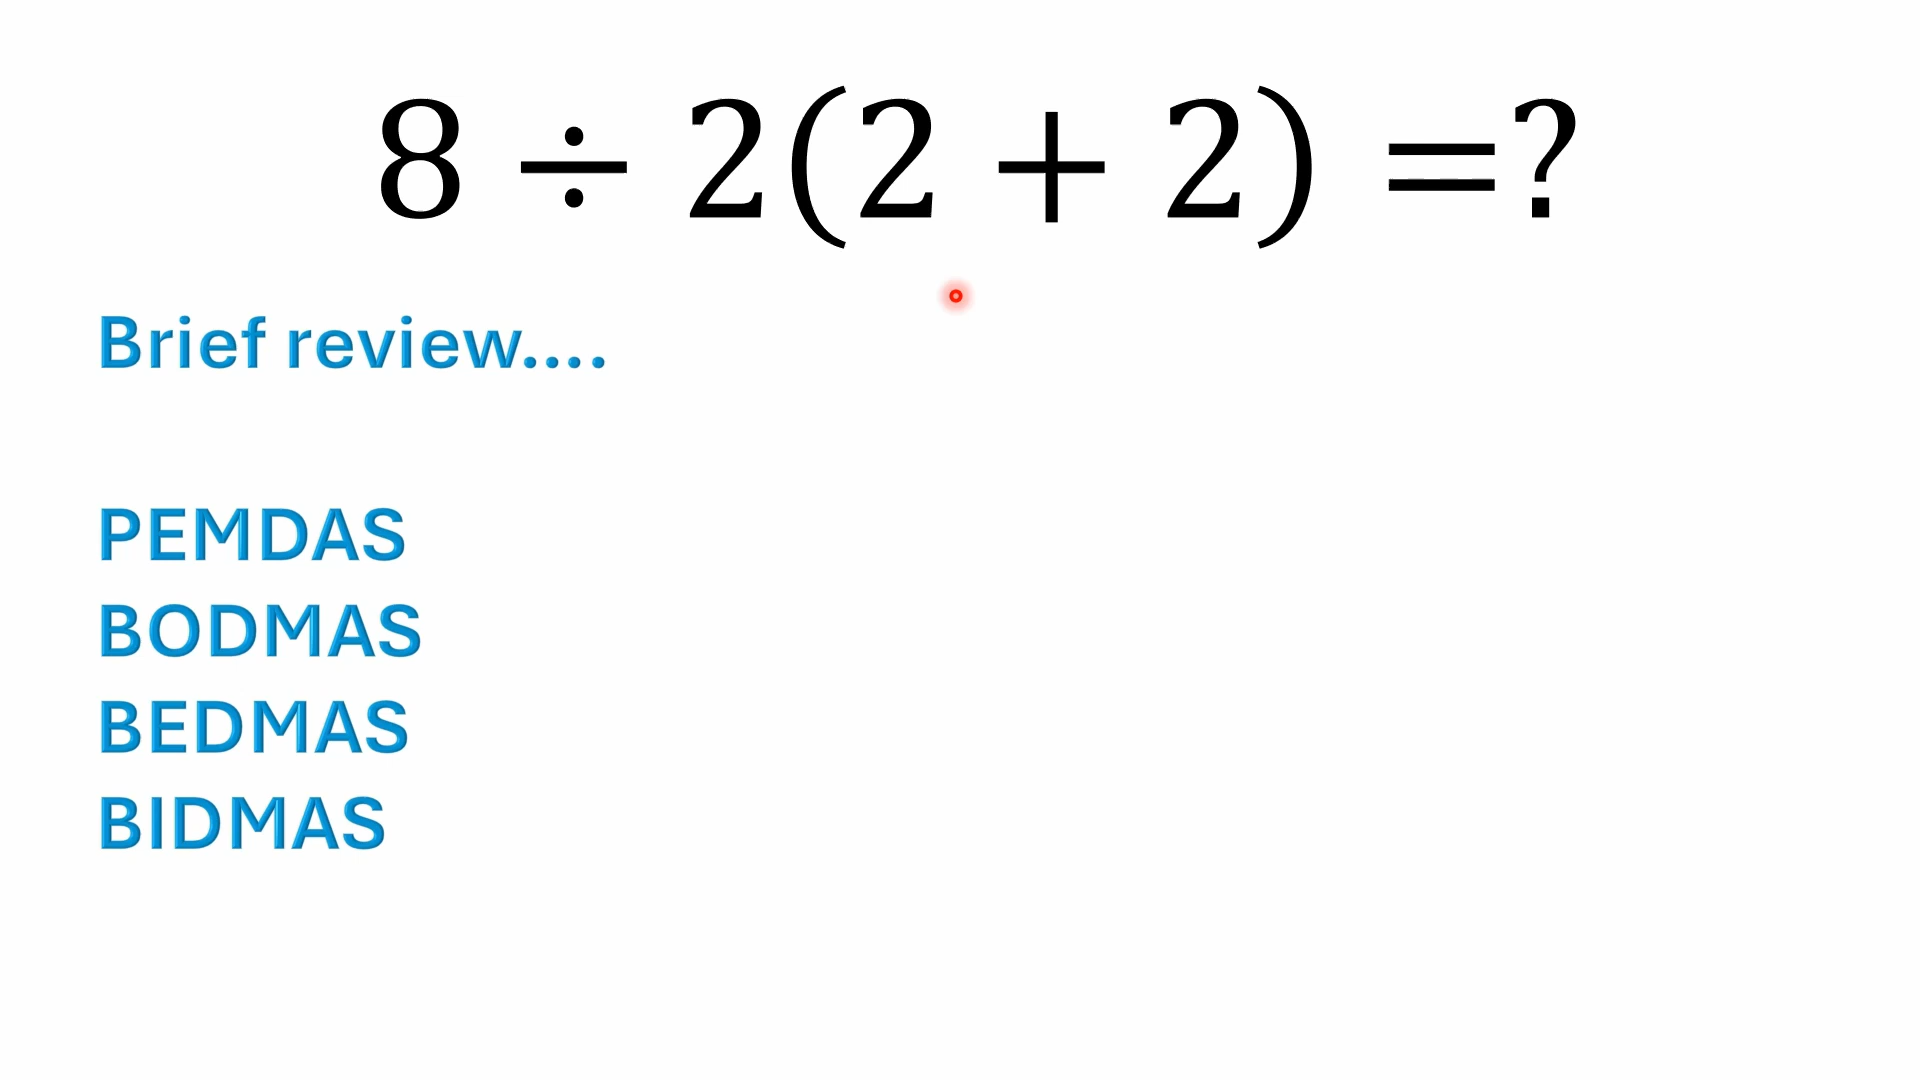 8 ÷ 2(2 + 2) =?
Brief review....
PEMDAS
BODMAS
BEDMAS
BIDMAS